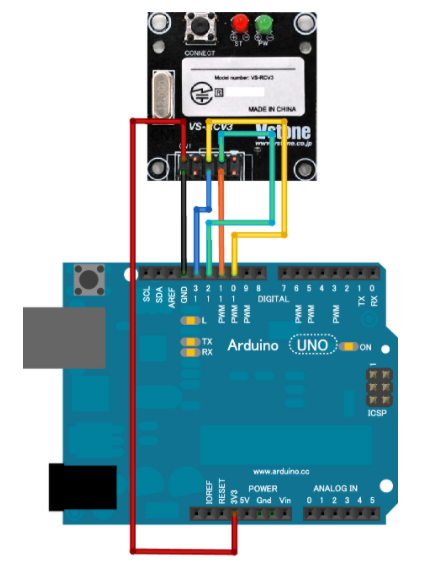 CONNECT
ST PW
Model number: VS-RCV3
R
MADE IN CHINA
Vstone
www.vstone.co.jp
VS-RCV3
CN1
SCL
SDA
AREF
GND
13
12
PWM 11
PWM 10
PWM 9
8
DIGITAL
7
PWM 6
PWM 5
4
PWM 3
2
TX 1
RX 0
L
TX
RX
Arduino UNO
ON
1
ICSP
www.arduino.cc
POWER
ANALOG IN
IOREF
RESET
3V3
5V Gnd Vin
0 1 2 3 4 5